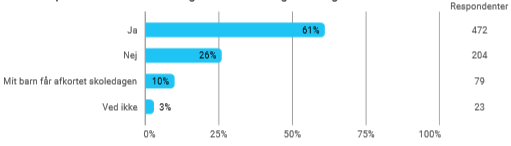 Respondenter
Ja 61% 472
Nej 26% 204
Mit barn får afkortet skoledagen 10% 79
Ved ikke 3% 23
0% 25% 50% 75% 100%